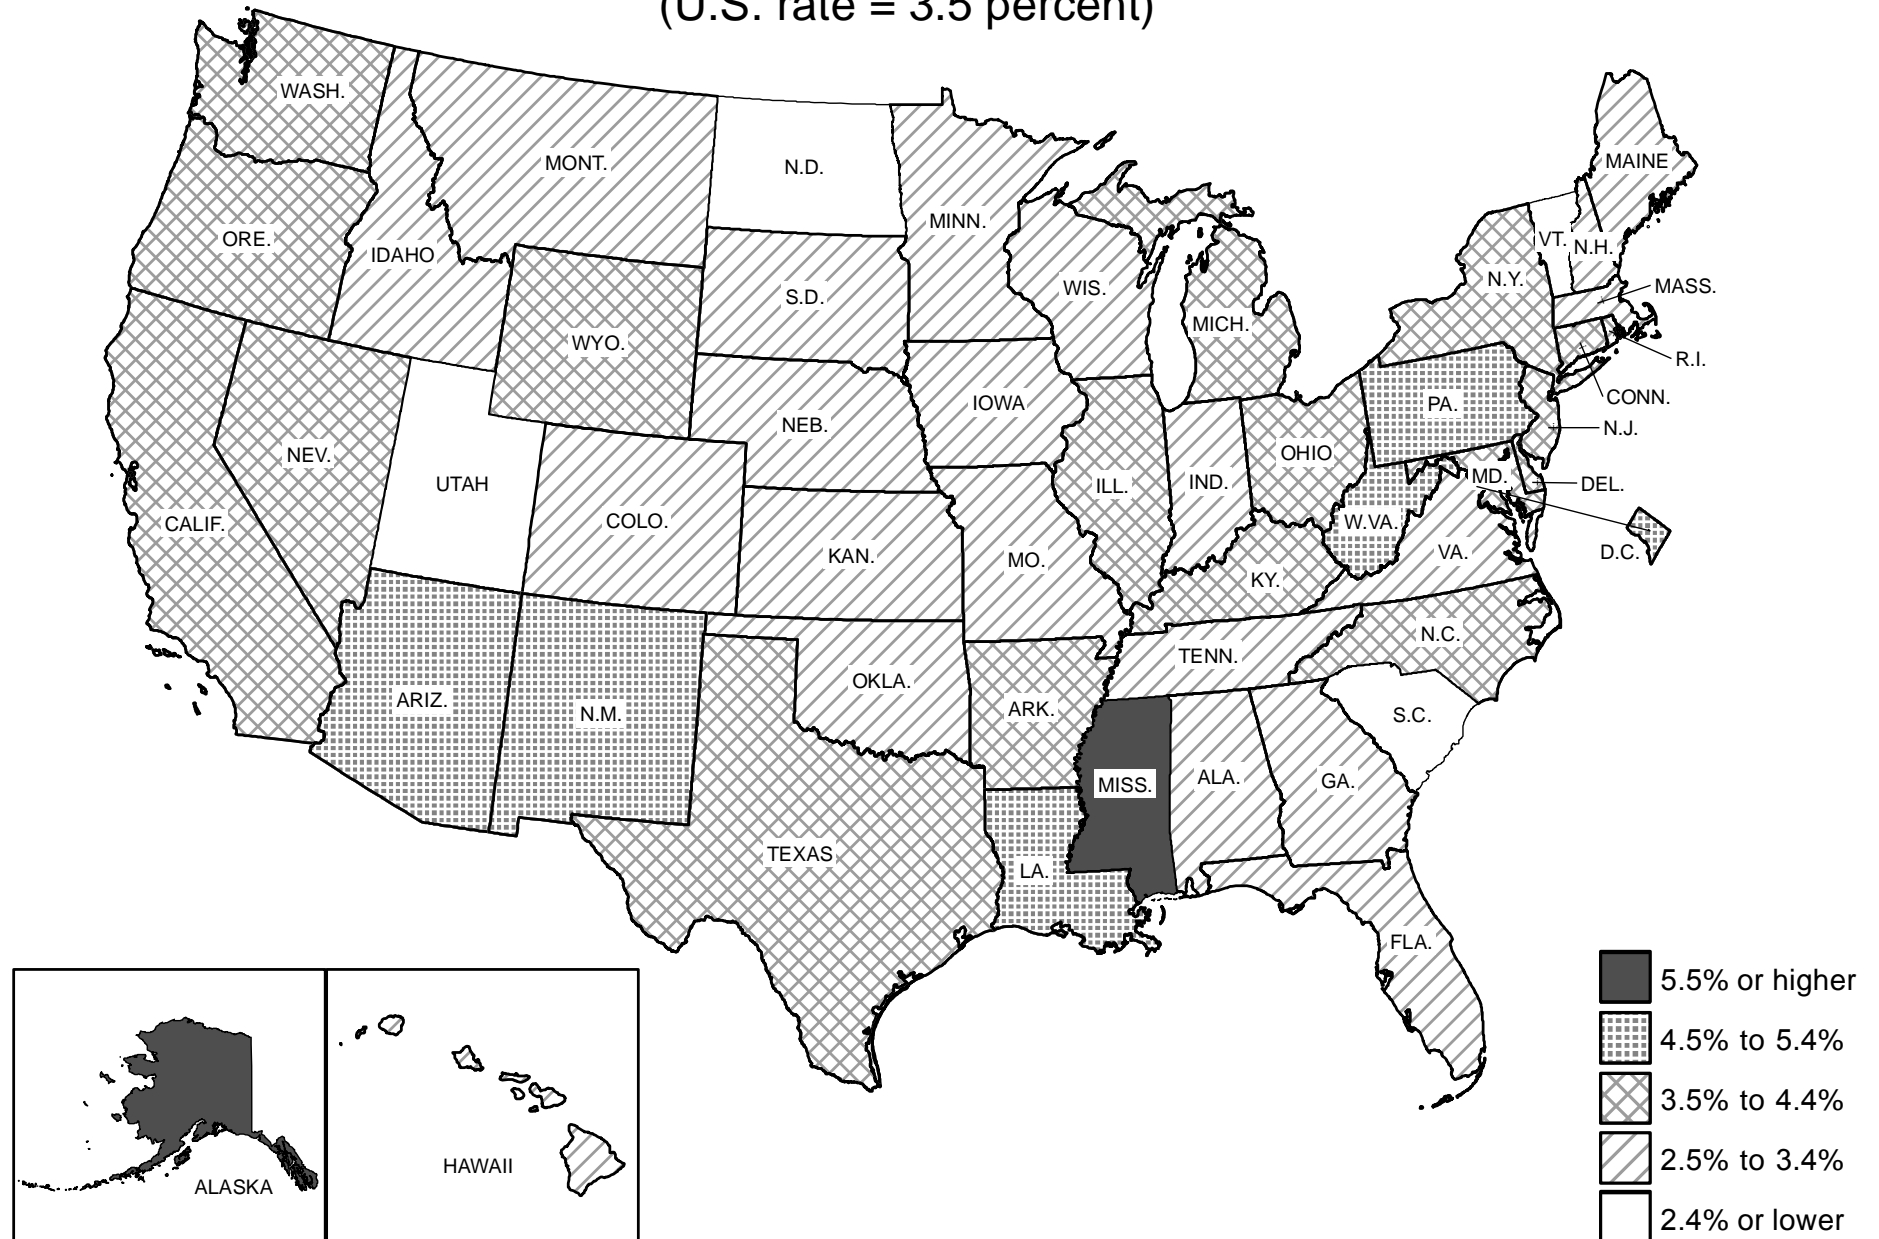 (U.S. rate = 3.5 percent)
WASH.
MONT.
N.D.
MINN.
MAINE
ORE.
IDAHO
VT.
N.H.
S.D.
WIS.
N.Y.
MASS.
WYO.
MICH.
R.I.
CONN.
NEB.
IOWA
PA.
N.J.
NEV.
UTAH
ILL.
IND.
OHIO
MD.
DEL.
CALIF.
COLO.
KAN.
MO.
W.VA.
VA.
D.C.
KY.
N.C.
TENN.
ARIZ.
N.M.
OKLA.
ARK.
S.C.
MISS.
ALA.
GA.
TEXAS
LA.
FLA.
ALASKA
HAWAII
5.5% or higher
4.5% to 5.4%
3.5% to 4.4%
2.5% to 3.4%
2.4% or lower